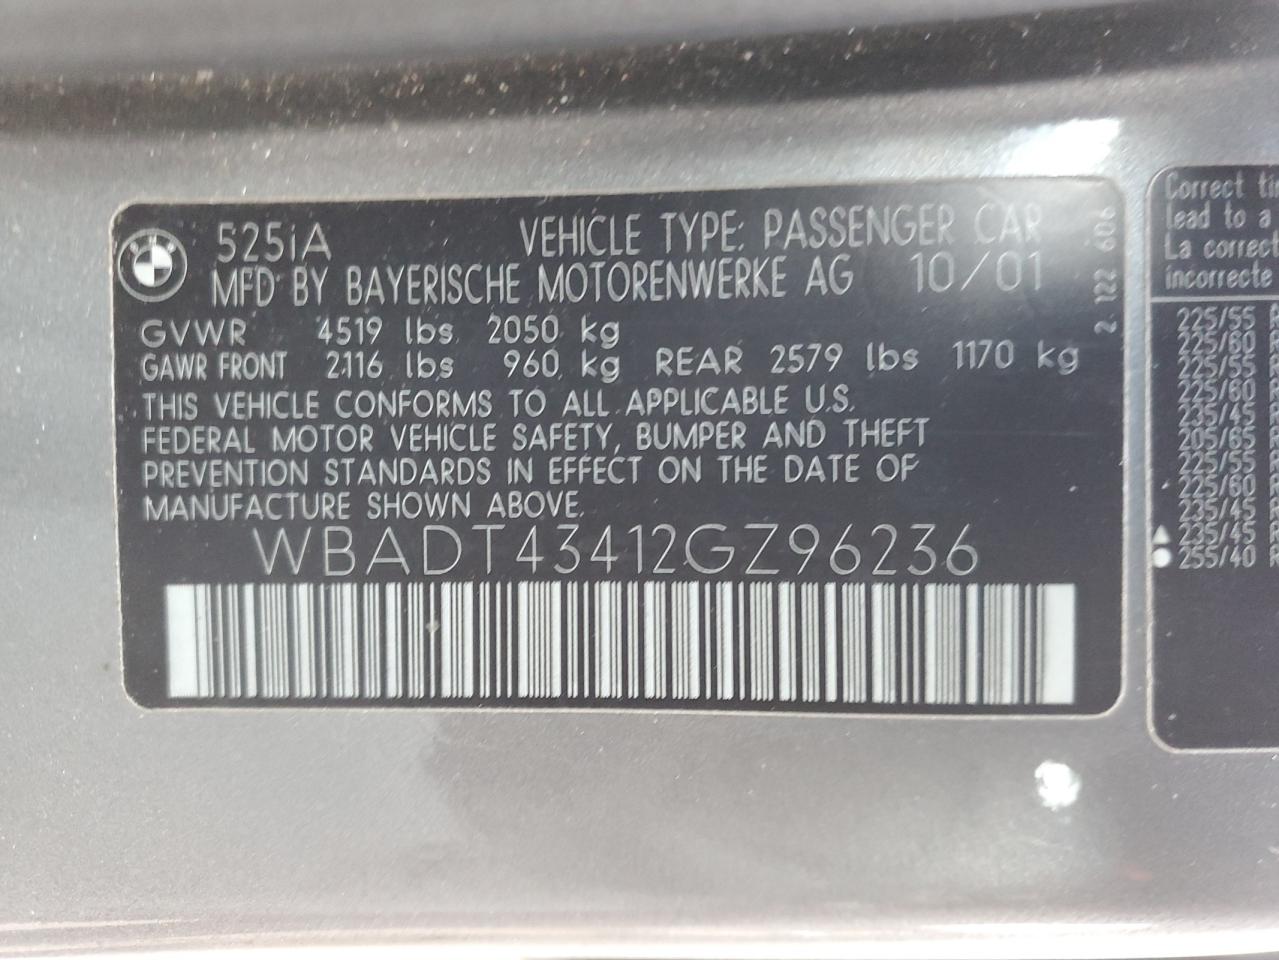 525iA VEHICLE TYPE: PASSENGER CAR
MFD BY BAYERISCHE MOTORENWERKE AG 10/01
GVWR 4519 lbs 2050 kg
GAWR FRONT 2116 lbs 960 kg REAR 2579 lbs 1170 kg
THIS VEHICLE CONFORMS TO ALL APPLICABLE U.S.
FEDERAL MOTOR VEHICLE SAFETY, BUMPER AND THEFT
PREVENTION STANDARDS IN EFFECT ON THE DATE OF
MANUFACTURE SHOWN ABOVE.
WBADT43412GZ96236
2 122 606
Correct ti
lead to a
La correct
incorrecte
225/55 R
225/60 R
225/55 R
225/60 R
235/45 R
205/65 R
225/55 R
225/60 R
235/45 R
235/45 R
255/40 R